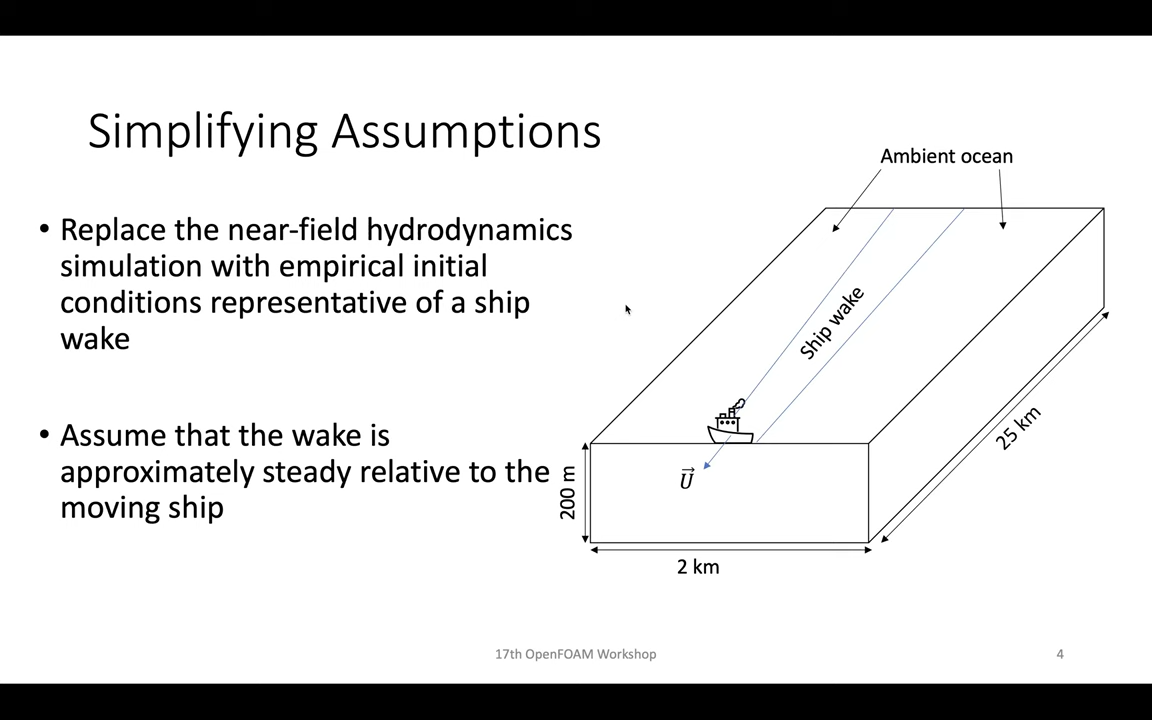 Simplifying Assumptions
• Replace the near-field hydrodynamics
simulation with empirical initial
conditions representative of a ship
wake
• Assume that the wake is
approximately steady relative to the
moving ship
Ambient ocean
Ship wake
U⃗
200 m
2 km
25 km
17th OpenFOAM Workshop
4